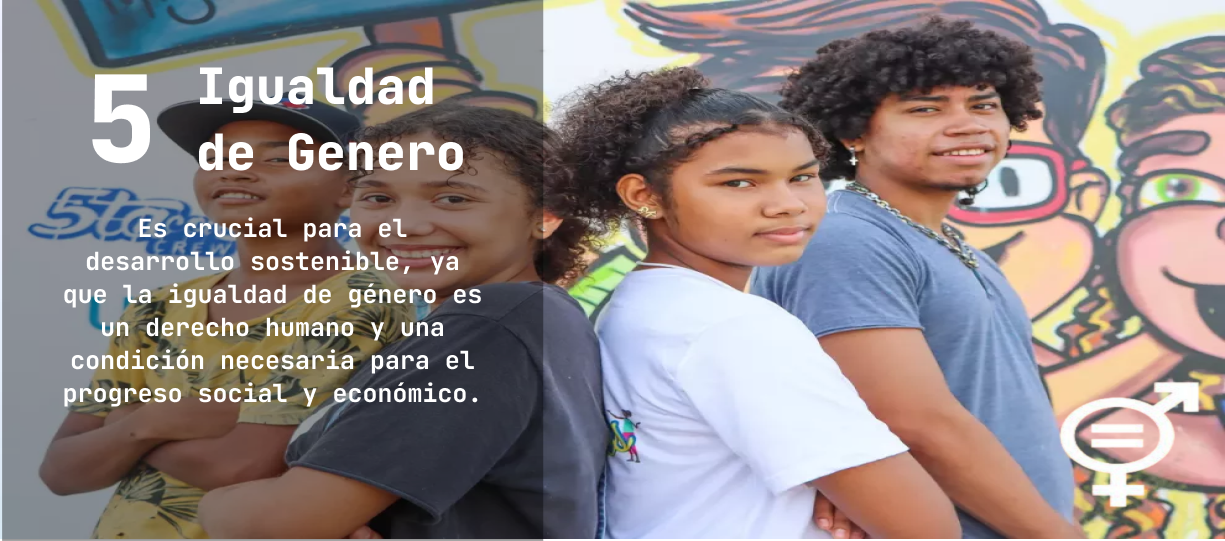 5
Igualdad
de Genero
Es crucial para el
desarrollo sostenible, ya
que la igualdad de género es
un derecho humano y una
condición necesaria para el
progreso social y económico.
CREW